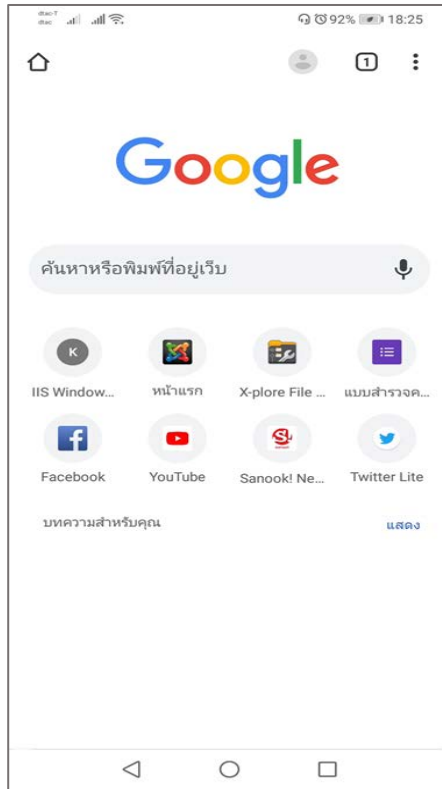 dtac-T
dtac
92% 18:25
1
Google
ค้นหาหรือพิมพ์ที่อยู่เว็บ
K
IIS Window... หน้าแรก X-plore File ... แบบสำรวจค...
Facebook YouTube Sanook! Ne... Twitter Lite
บทความสำหรับคุณ แสดง